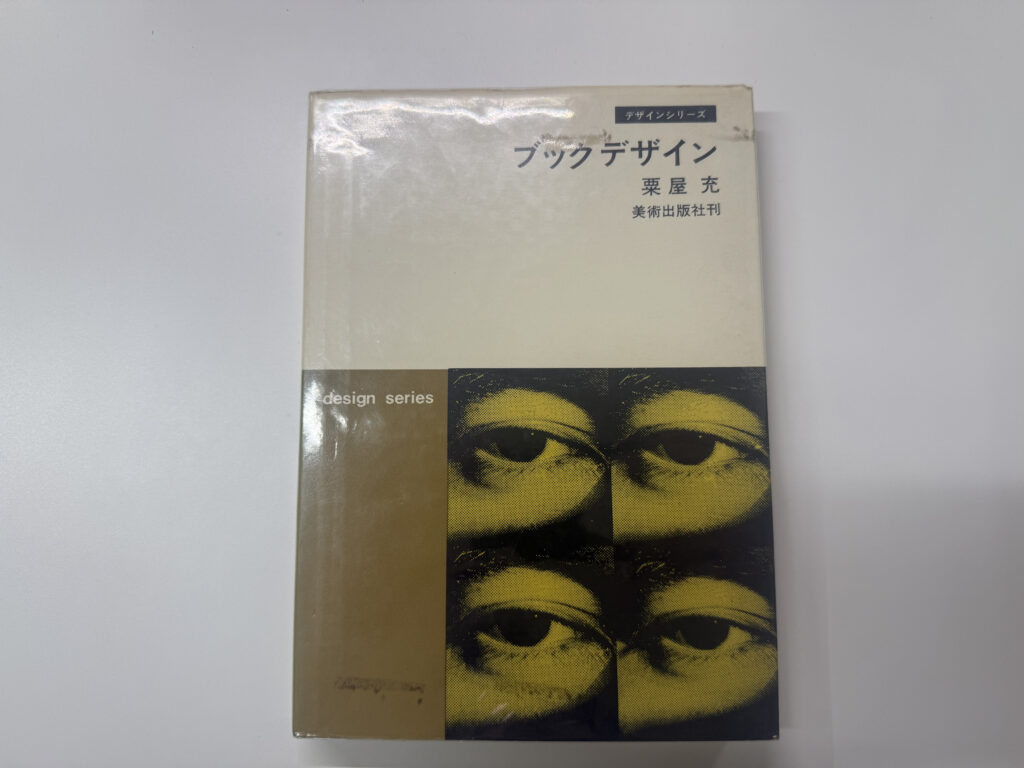 デザインシリーズ
ブックデザイン
粟屋 充
美術出版社刊
design series